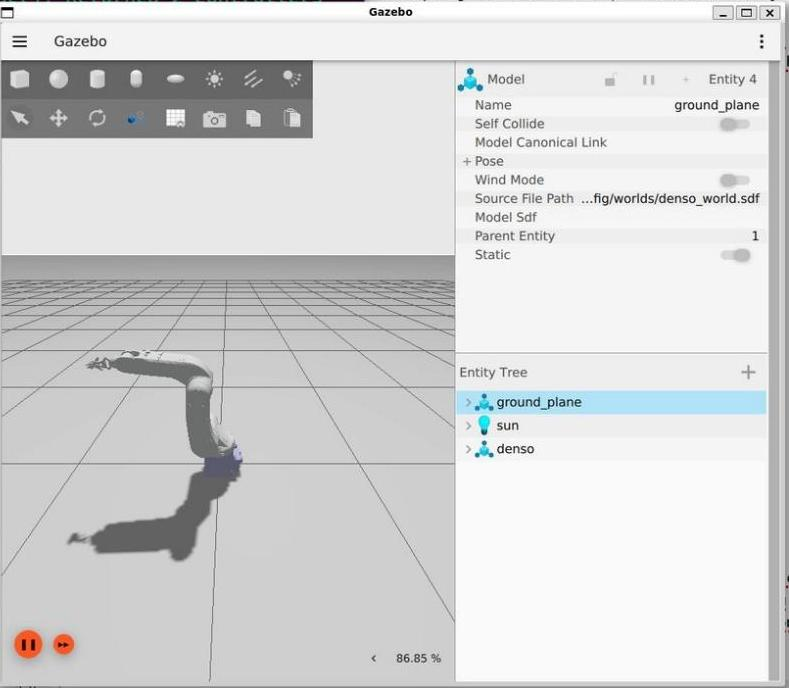 Gazebo
Gazebo
Model Entity 4
Name ground_plane
Self Collide
Model Canonical Link
+ Pose
Wind Mode
Source File Path ...fig/worlds/denso_world.sdf
Model Sdf
Parent Entity 1
Static
Entity Tree
ground_plane
sun
denso
86.85 %